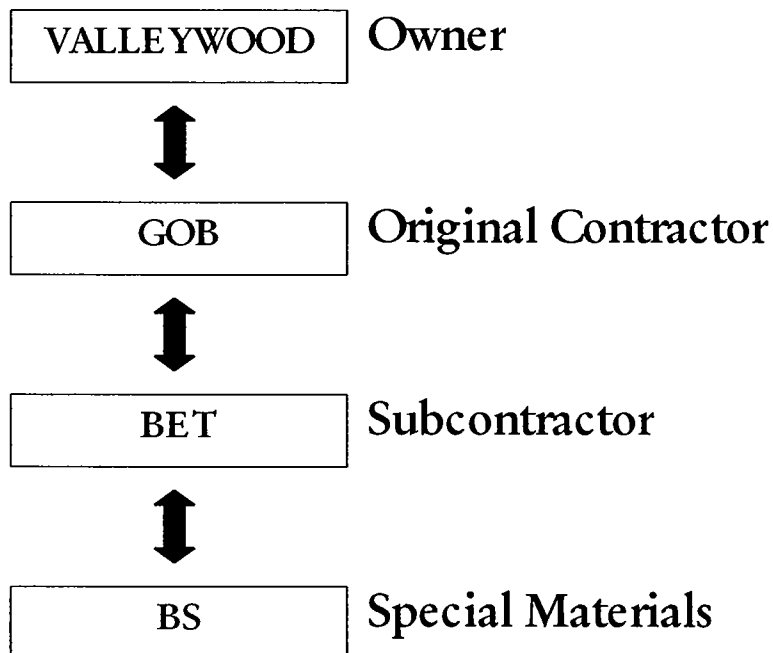 VALLEYWOOD Owner
GOB Original Contractor
BET Subcontractor
BS Special Materials